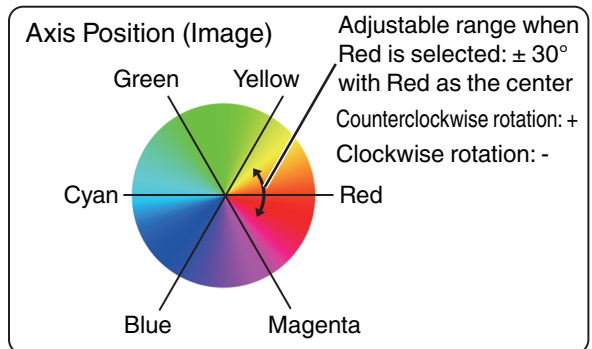 Axis Position (Image)
Adjustable range when
Red is selected: ± 30°
with Red as the center
Counterclockwise rotation: +
Clockwise rotation: -
Green
Yellow
Cyan
Red
Blue
Magenta